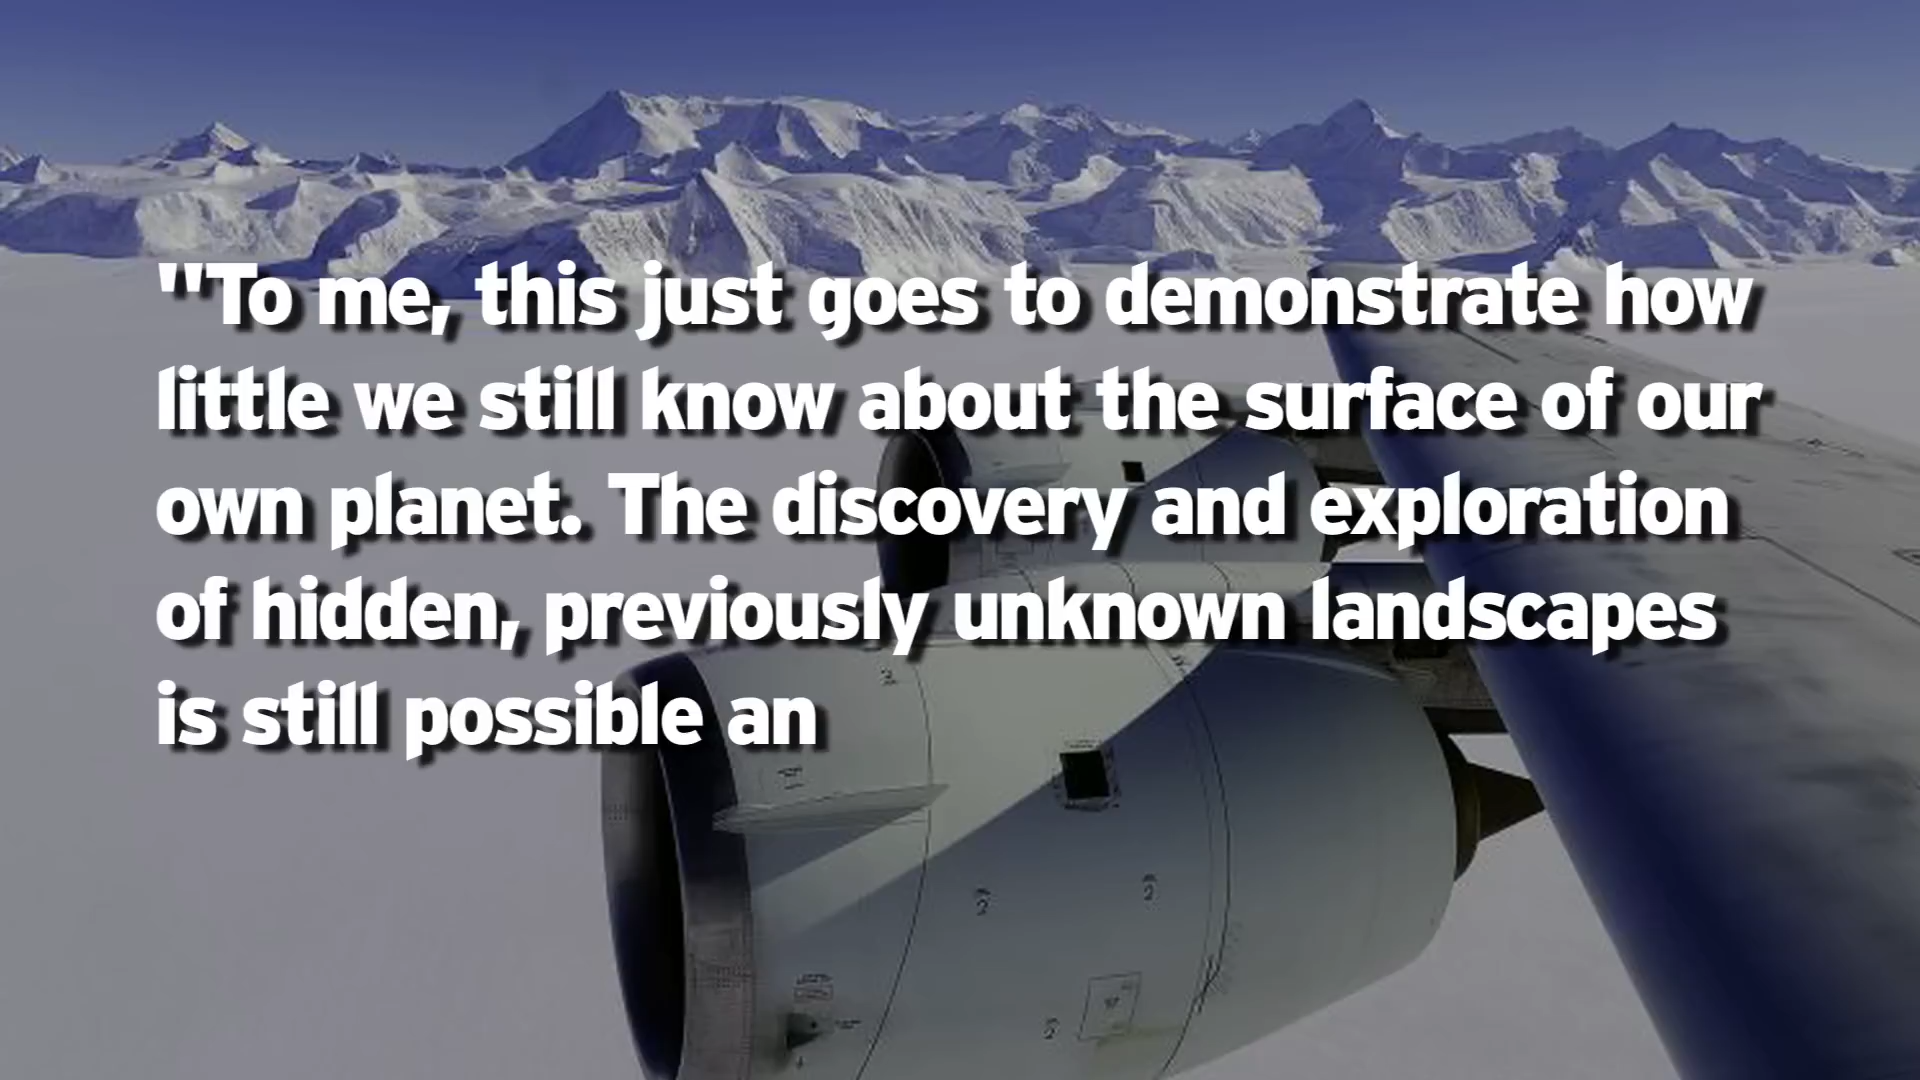 "To me, this just goes to demonstrate how
little we still know about the surface of our
own planet. The discovery and exploration
of hidden, previously unknown landscapes
is still possible an